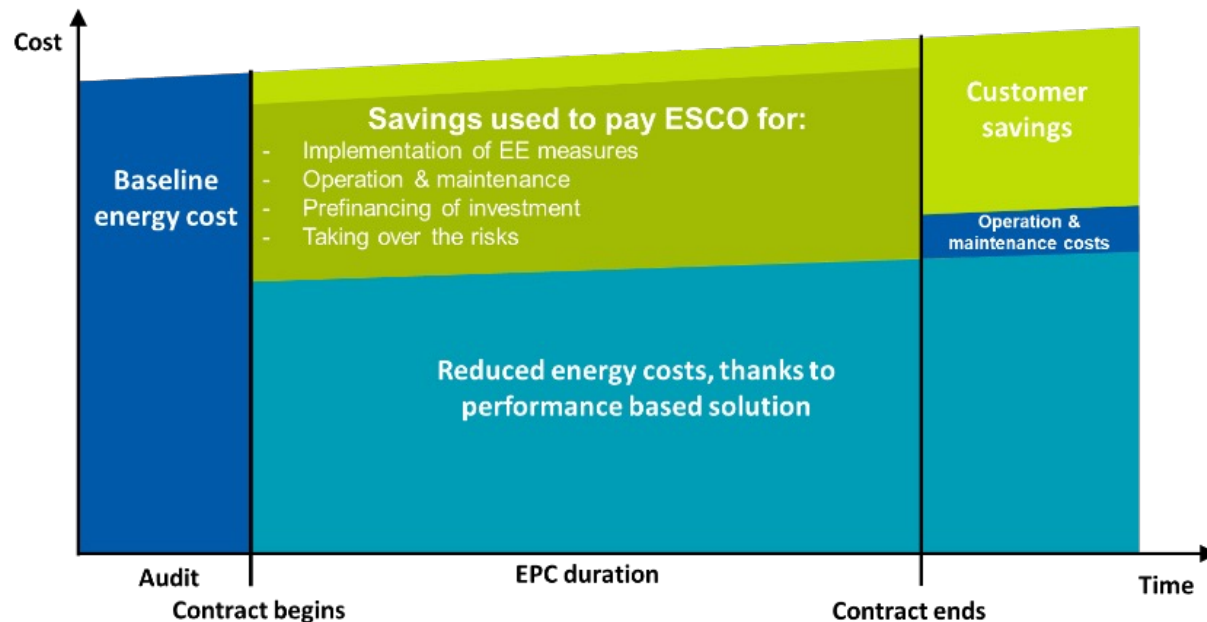 Cost
Baseline
energy cost
Savings used to pay ESCO for:
- Implementation of EE measures
- Operation & maintenance
- Prefinancing of investment
- Taking over the risks
Customer
savings
Operation &
maintenance costs
Reduced energy costs, thanks to
performance based solution
Audit
EPC duration
Time
Contract begins
Contract ends